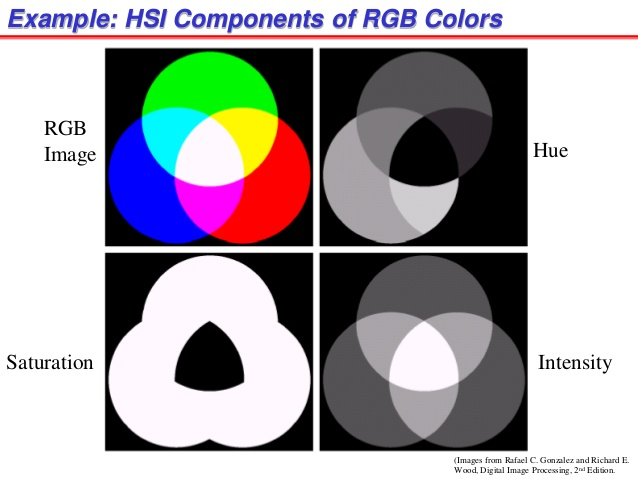 Example: HSI Components of RGB Colors
RGB
Image
Hue
Saturation
Intensity
(Images from Rafael C. Gonzalez and Richard E.
Wood, Digital Image Processing, 2nd Edition.